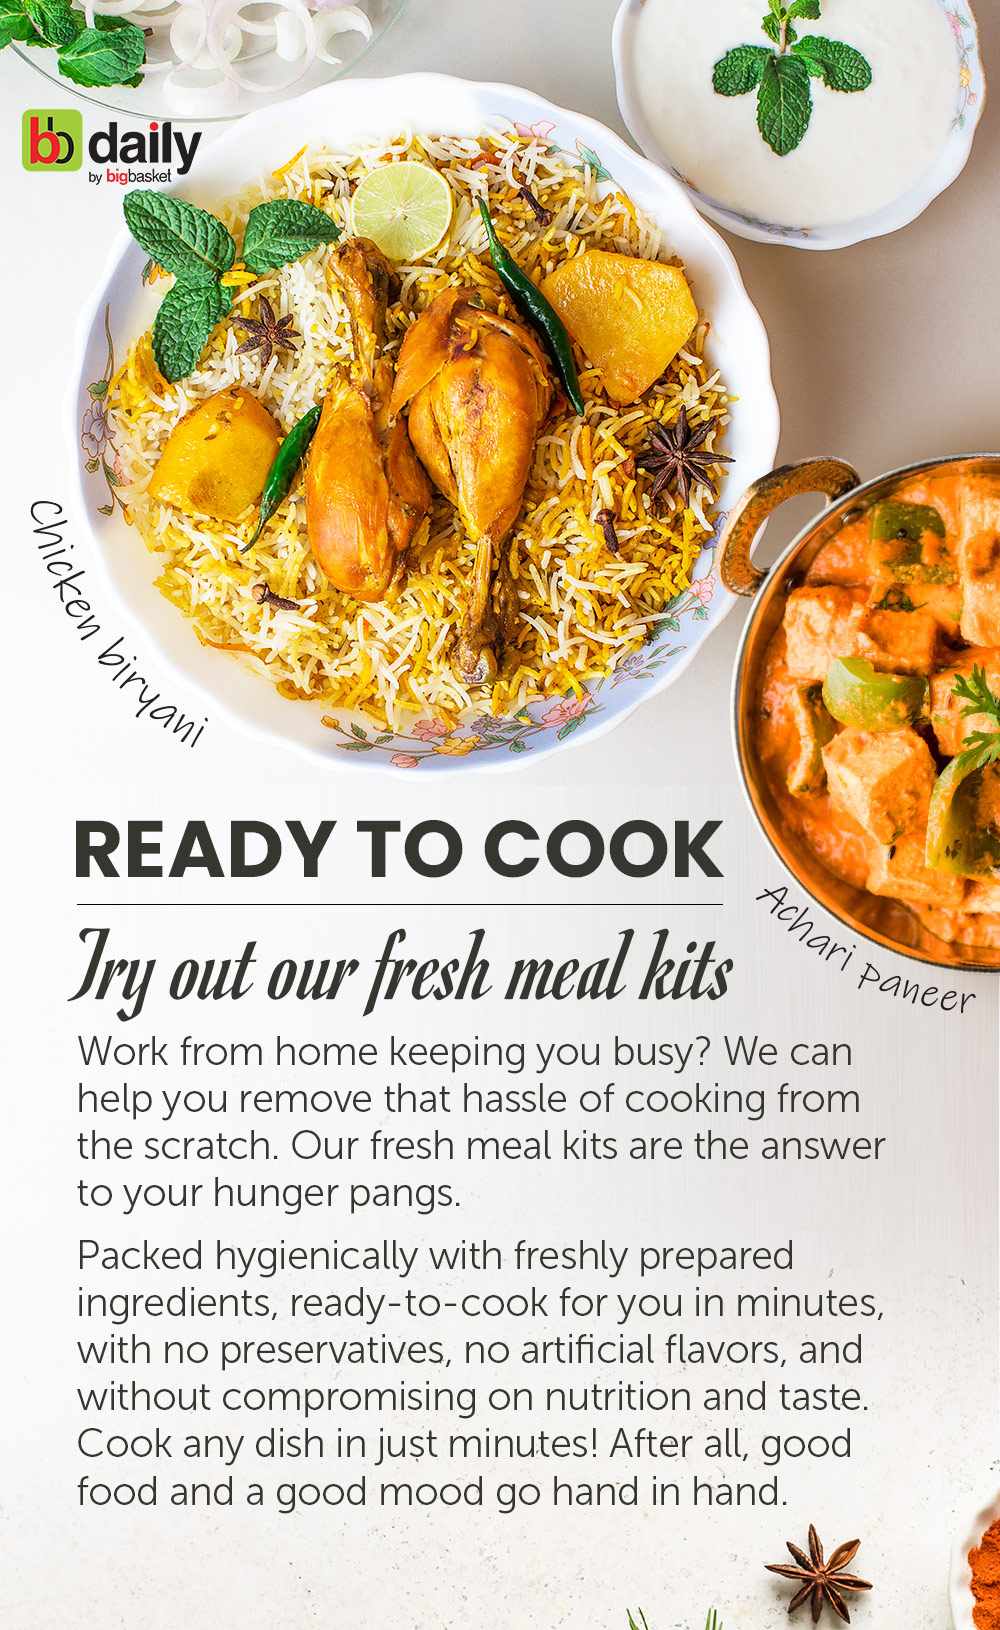 bb daily
by bigbasket
Chicken biryani
Achari paneer
READY TO COOK
Try out our fresh meal kits
Work from home keeping you busy? We can
help you remove that hassle of cooking from
the scratch. Our fresh meal kits are the answer
to your hunger pangs.
Packed hygienically with freshly prepared
ingredients, ready-to-cook for you in minutes,
with no preservatives, no artificial flavors, and
without compromising on nutrition and taste.
Cook any dish in just minutes! After all, good
food and a good mood go hand in hand.